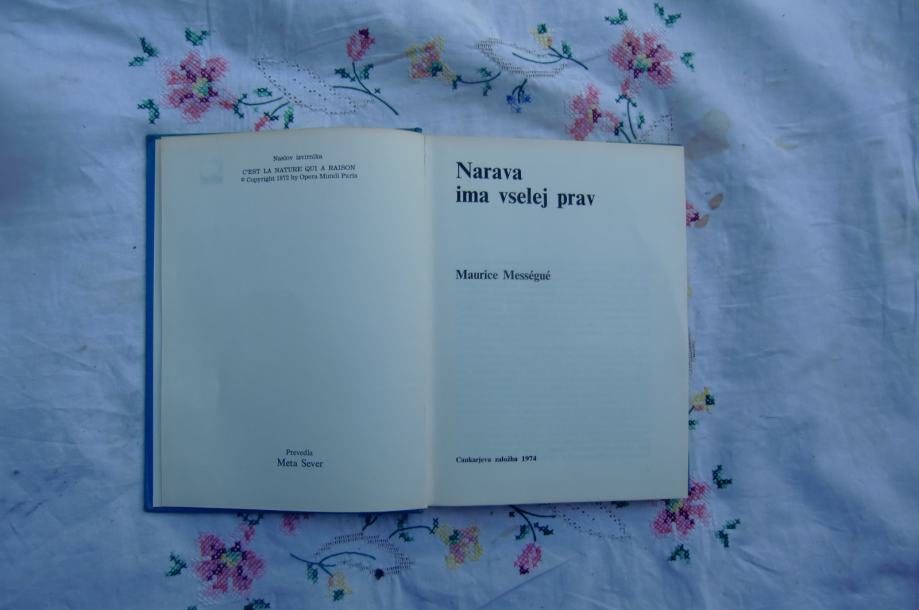 Naslov izvirnika
C'EST LA NATURE QUI A RAISON
© Copyright 1972 by Opera Mundi Paris
Prevedla
Meta Sever
Narava
ima vselej prav
Maurice Mességué
Cankarjeva založba 1974